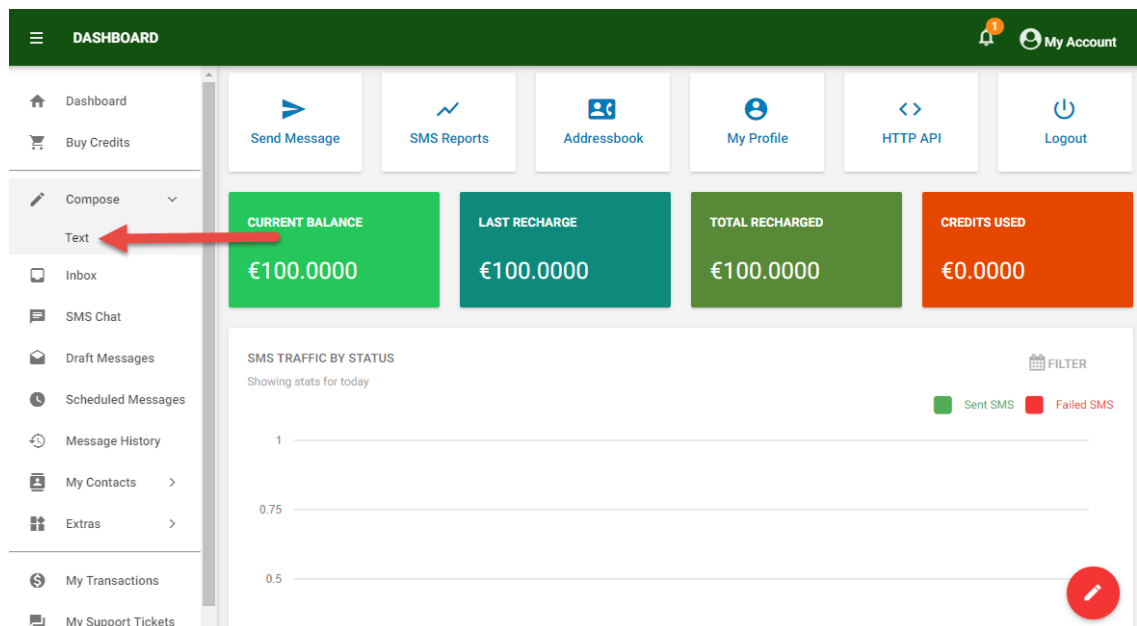 DASHBOARD
1
My Account
Dashboard
Buy Credits
Compose
Text
Inbox
SMS Chat
Draft Messages
Scheduled Messages
Message History
My Contacts
Extras
My Transactions
My Support Tickets
Send Message
SMS Reports
Addressbook
My Profile
HTTP API
Logout
CURRENT BALANCE
€100.0000
LAST RECHARGE
€100.0000
TOTAL RECHARGED
€100.0000
CREDITS USED
€0.0000
SMS TRAFFIC BY STATUS
Showing stats for today
FILTER
Sent SMS
Failed SMS
1
0.75
0.5